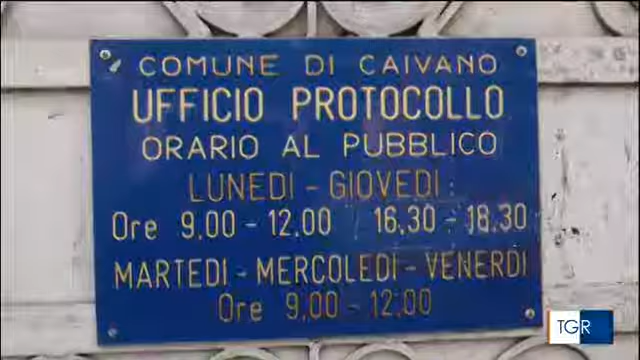 COMUNE DI CAIVANO
UFFICIO PROTOCOLLO
ORARIO AL PUBBLICO
LUNEDI - GIOVEDI :
Ore 9.00 - 12.00 16.30 - 18.30
MARTEDI - MERCOLEDI - VENERDI
Ore 9.00 - 12.00
TGR